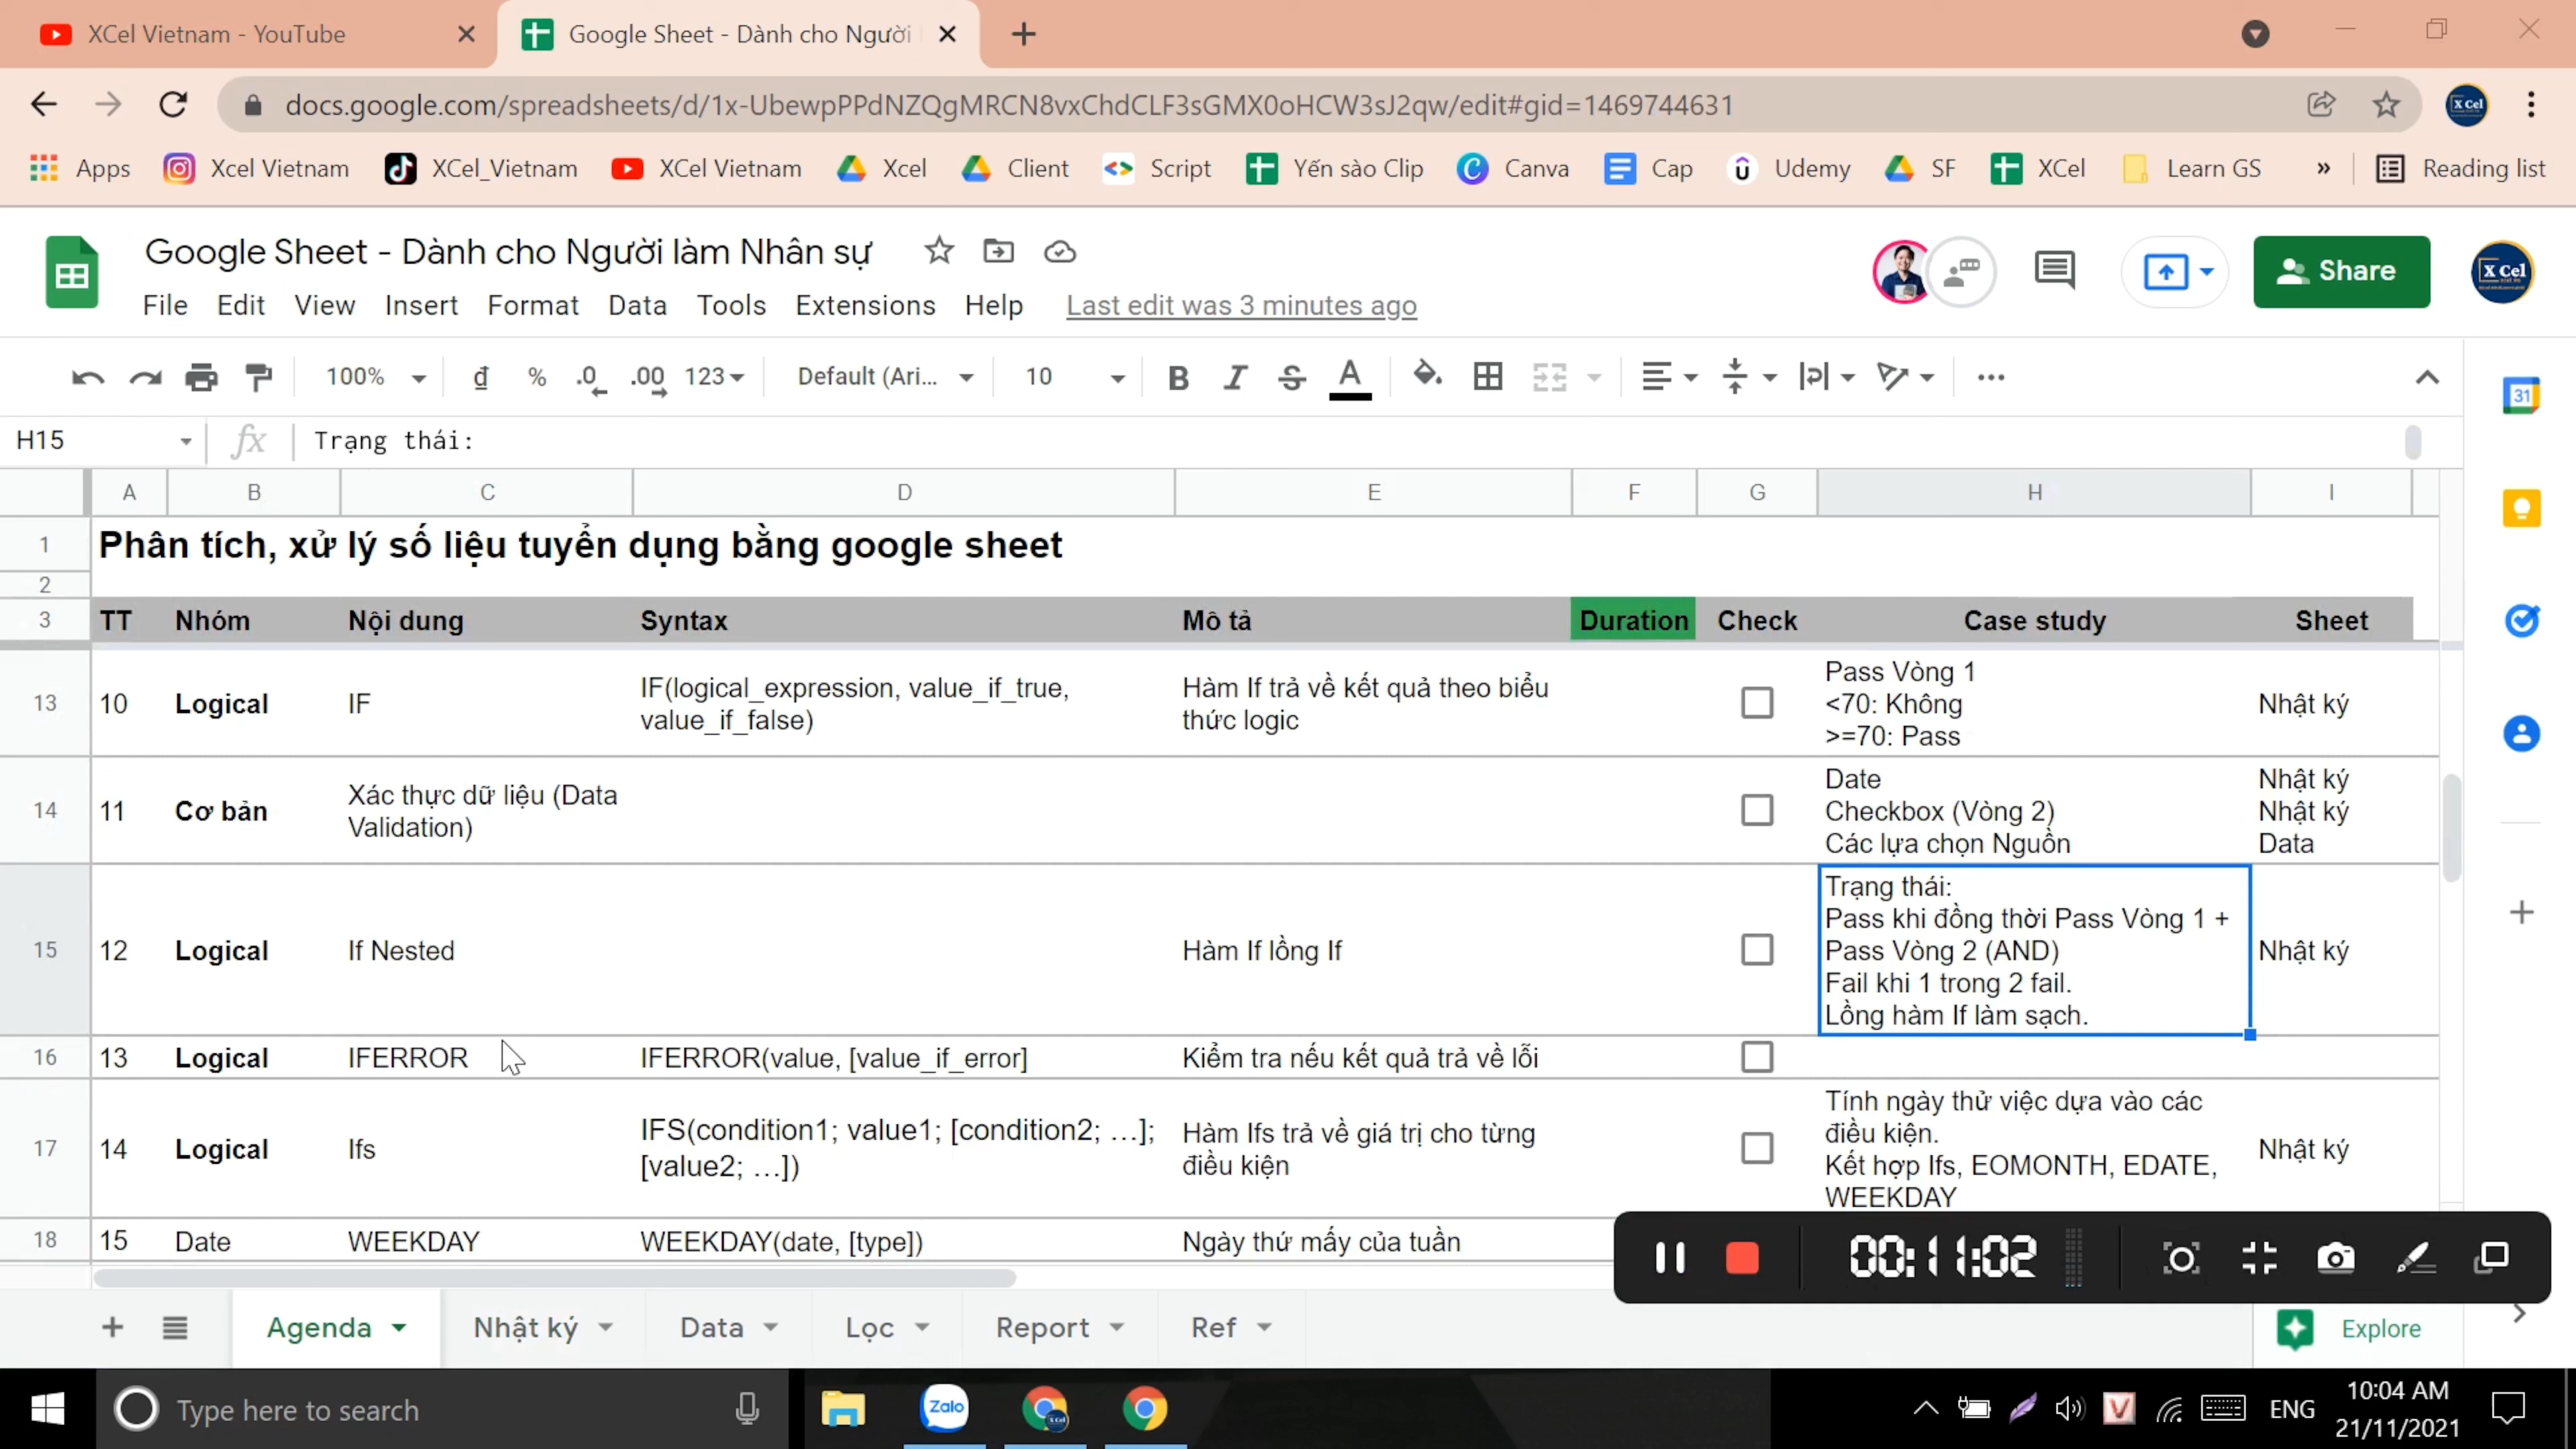 XCel Vietnam - YouTube
Google Sheet - Dành cho Người
docs.google.com/spreadsheets/d/1x-UbewpPPdNZQgMRCN8vxChdCLF3sGMX0oHCW3sJ2qw/edit#gid=1469744631
X Cel
Apps Xcel Vietnam XCel_Vietnam XCel Vietnam Xcel Client Script Yến sào Clip Canva Cap Udemy SF XCel Learn GS » Reading list
Google Sheet - Dành cho Người làm Nhân sự
Share
X Cel
File Edit View Insert Format Data Tools Extensions Help Last edit was 3 minutes ago
100% đ % .0 .00 123 Default (Ari... 10 B I S A
31
H15 fx Trạng thái:
A B C D E F G H I
1 Phân tích, xử lý số liệu tuyển dụng bằng google sheet
2
3 TT Nhóm Nội dung Syntax Mô tả Duration Check Case study Sheet
13 10 Logical IF
IF(logical_expression, value_if_true,
value_if_false)
Hàm If trả về kết quả theo biểu
thức logic
Pass Vòng 1
<70: Không
>=70: Pass
Nhật ký
14 11 Cơ bản
Xác thực dữ liệu (Data
Validation)
Date
Checkbox (Vòng 2)
Các lựa chọn Nguồn
Nhật ký
Nhật ký
Data
15 12 Logical If Nested Hàm If lồng If
Trạng thái:
Pass khi đồng thời Pass Vòng 1 +
Pass Vòng 2 (AND)
Fail khi 1 trong 2 fail.
Lồng hàm If làm sạch.
Nhật ký
16 13 Logical IFERROR IFERROR(value, [value_if_error] Kiểm tra nếu kết quả trả về lỗi
17 14 Logical Ifs
IFS(condition1; value1; [condition2; …];
[value2; …])
Hàm Ifs trả về giá trị cho từng
điều kiện
Tính ngày thử việc dựa vào các
điều kiện.
Kết hợp Ifs, EOMONTH, EDATE,
WEEKDAY
Nhật ký
18 15 Date WEEKDAY WEEKDAY(date, [type]) Ngày thứ mấy của tuần
00:11:02
Agenda Nhật ký Data Lọc Report Ref Explore
Type here to search
Zalo
V
ENG
10:04 AM
21/11/2021